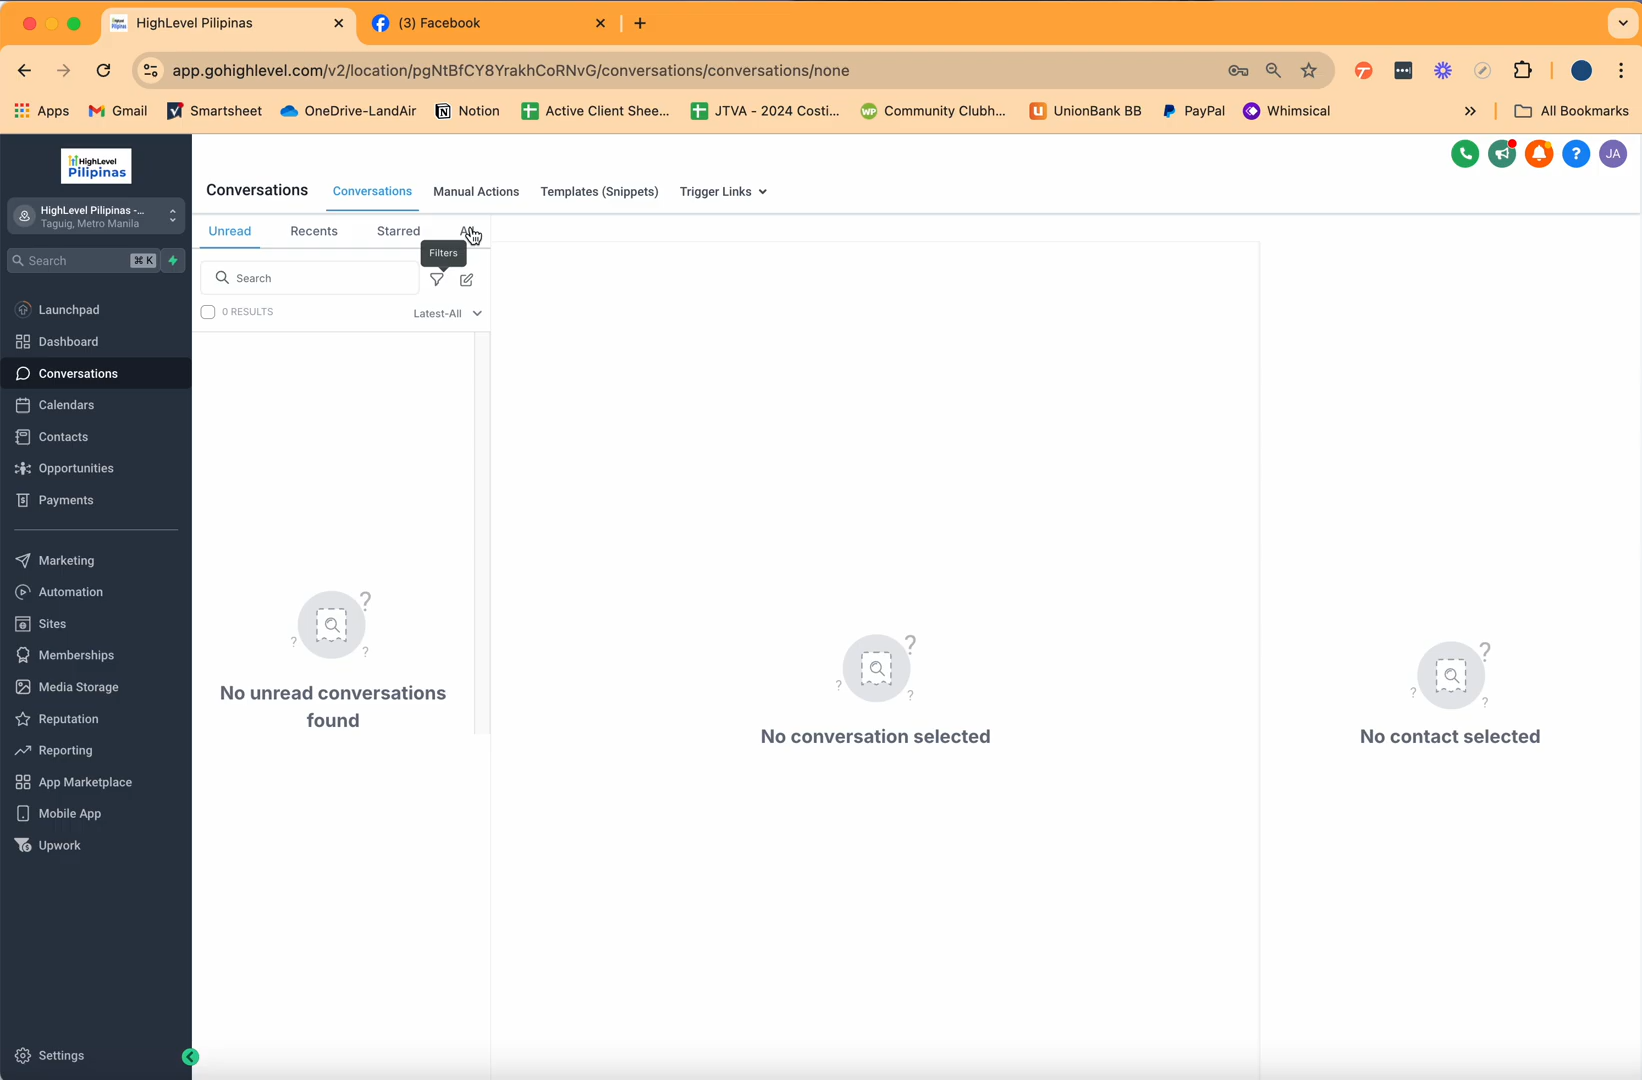 HighLevel Pilipinas
(3) Facebook
app.gohighlevel.com/v2/location/pgNtBfCY8YrakhCoRNvG/conversations/conversations/none
Apps
Gmail
Smartsheet
OneDrive-LandAir
Notion
Active Client Shee...
JTVA - 2024 Costi...
Community Clubh...
UnionBank BB
PayPal
Whimsical
All Bookmarks
HighLevel
Pilipinas
HighLevel Pilipinas -...
Taguig, Metro Manila
Search ⌘ K
Launchpad
Dashboard
Conversations
Calendars
Contacts
Opportunities
Payments
Marketing
Automation
Sites
Memberships
Media Storage
Reputation
Reporting
App Marketplace
Mobile App
Upwork
Settings
JA
Conversations
Conversations
Manual Actions
Templates (Snippets)
Trigger Links
Unread
Recents
Starred
Filters
Search
0 RESULTS
Latest-All
No unread conversations
found
No conversation selected
No contact selected